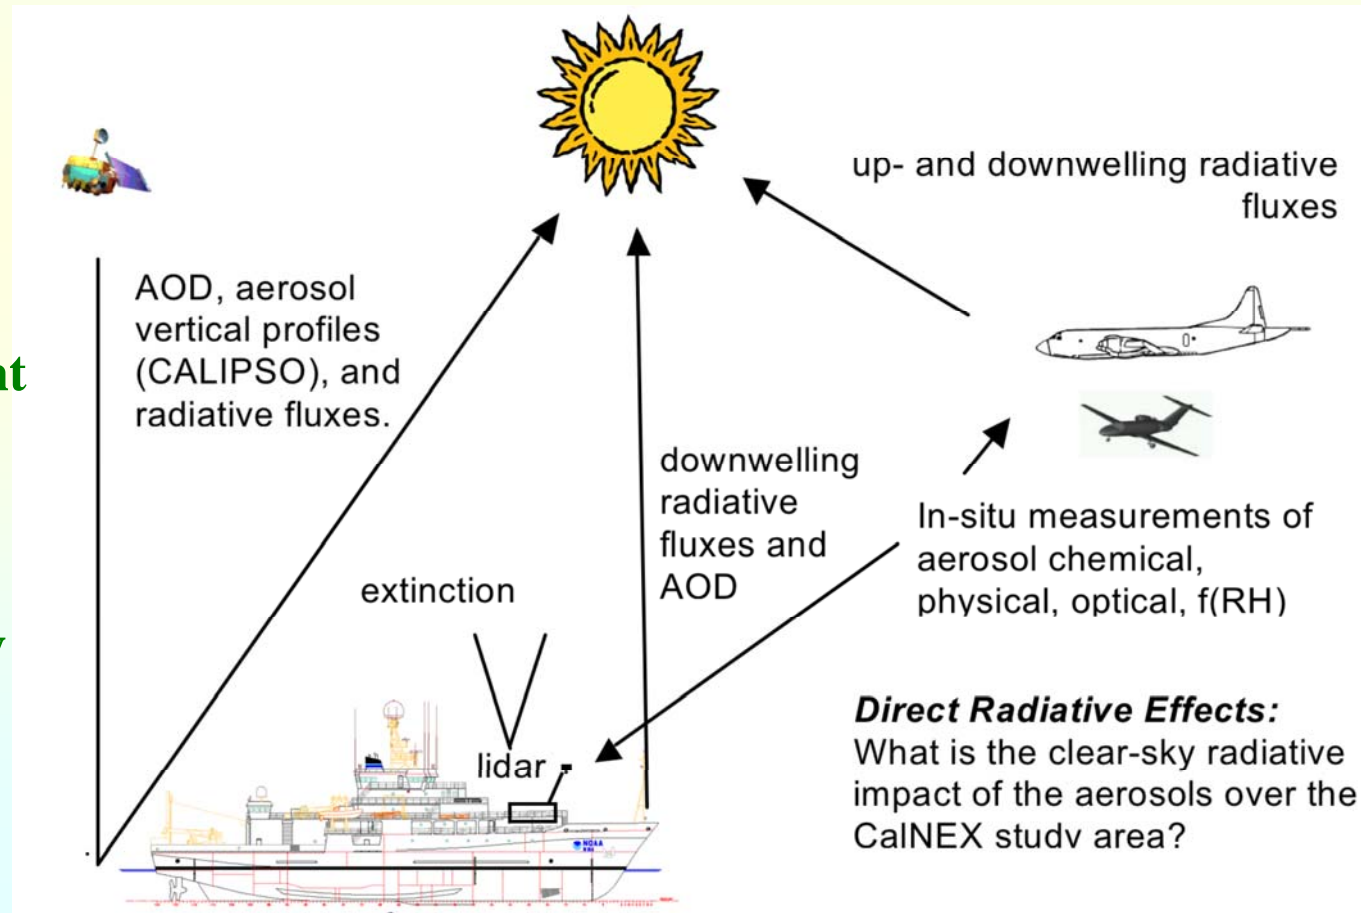 up- and downwelling radiative
fluxes
AOD, aerosol
vertical profiles
(CALIPSO), and
radiative fluxes.
nt
downwelling
radiative
fluxes and
AOD
In-situ measurements of
aerosol chemical,
physical, optical, f(RH)
extinction
y
lidar
Direct Radiative Effects:
What is the clear-sky radiative
impact of the aerosols over the
CalNEX study area?
NOAA